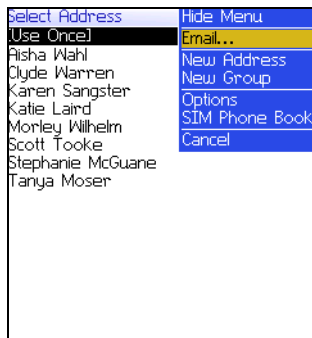 Select Address
[Use Once]
Aisha Wahl
Clyde Warren
Karen Sangster
Katie Laird
Morley Wilhelm
Scott Tooke
Stephanie McGuane
Tanya Moser
Hide Menu
Email...
New Address
New Group
Options
SIM Phone Book
Cancel